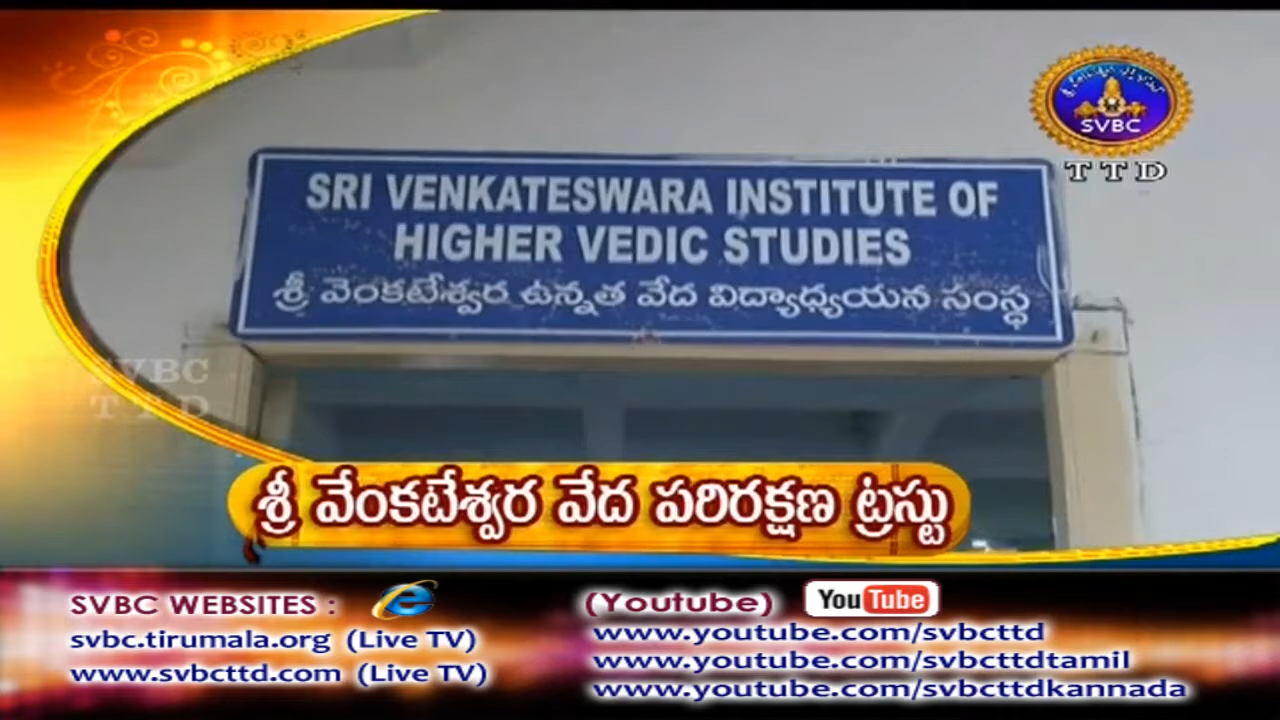 SVBC
TTD
SRI VENKATESWARA INSTITUTE OF
HIGHER VEDIC STUDIES
శ్రీ వేంకటేశ్వర ఉన్నత వేద విద్యాధ్యయన సంస్థ
SVBC
TTD
శ్రీ వేంకటేశ్వర వేద పరిరక్షణ ట్రస్టు
SVBC WEBSITES :
svbc.tirumala.org (Live TV)
www.svbcttd.com (Live TV)
(Youtube) YouTube
www.youtube.com/svbcttd
www.youtube.com/svbcttdtamil
www.youtube.com/svbcttdkannada